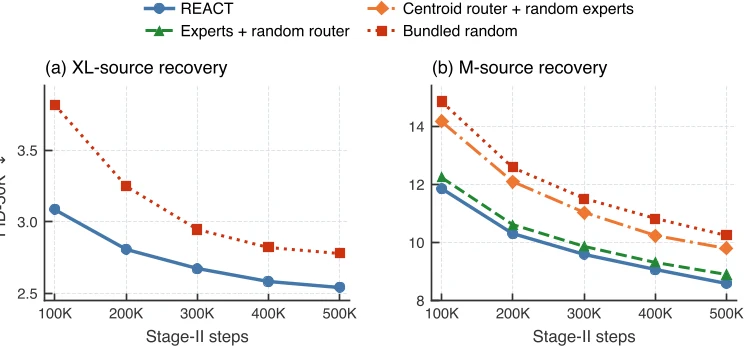 REACT
Centroid router + random experts
Experts + random router
Bundled random
(a) XL-source recovery
(b) M-source recovery
3.5
3.0
2.5
100K 200K 300K 400K 500K
Stage-II steps
14
12
10
8
100K 200K 300K 400K 500K
Stage-II steps